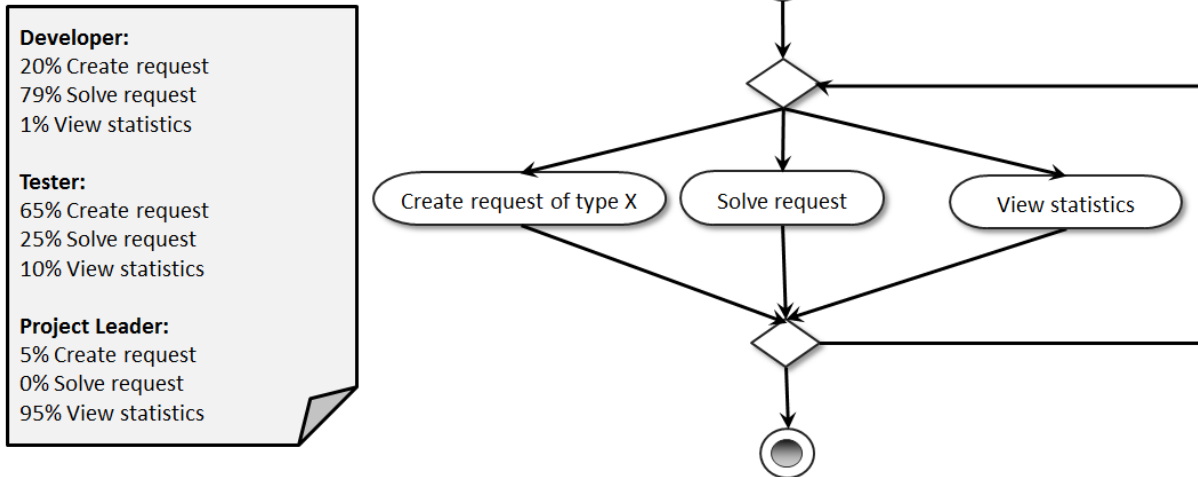 Developer:
20% Create request
79% Solve request
1% View statistics
Tester:
65% Create request
25% Solve request
10% View statistics
Project Leader:
5% Create request
0% Solve request
95% View statistics
Create request of type X
Solve request
View statistics